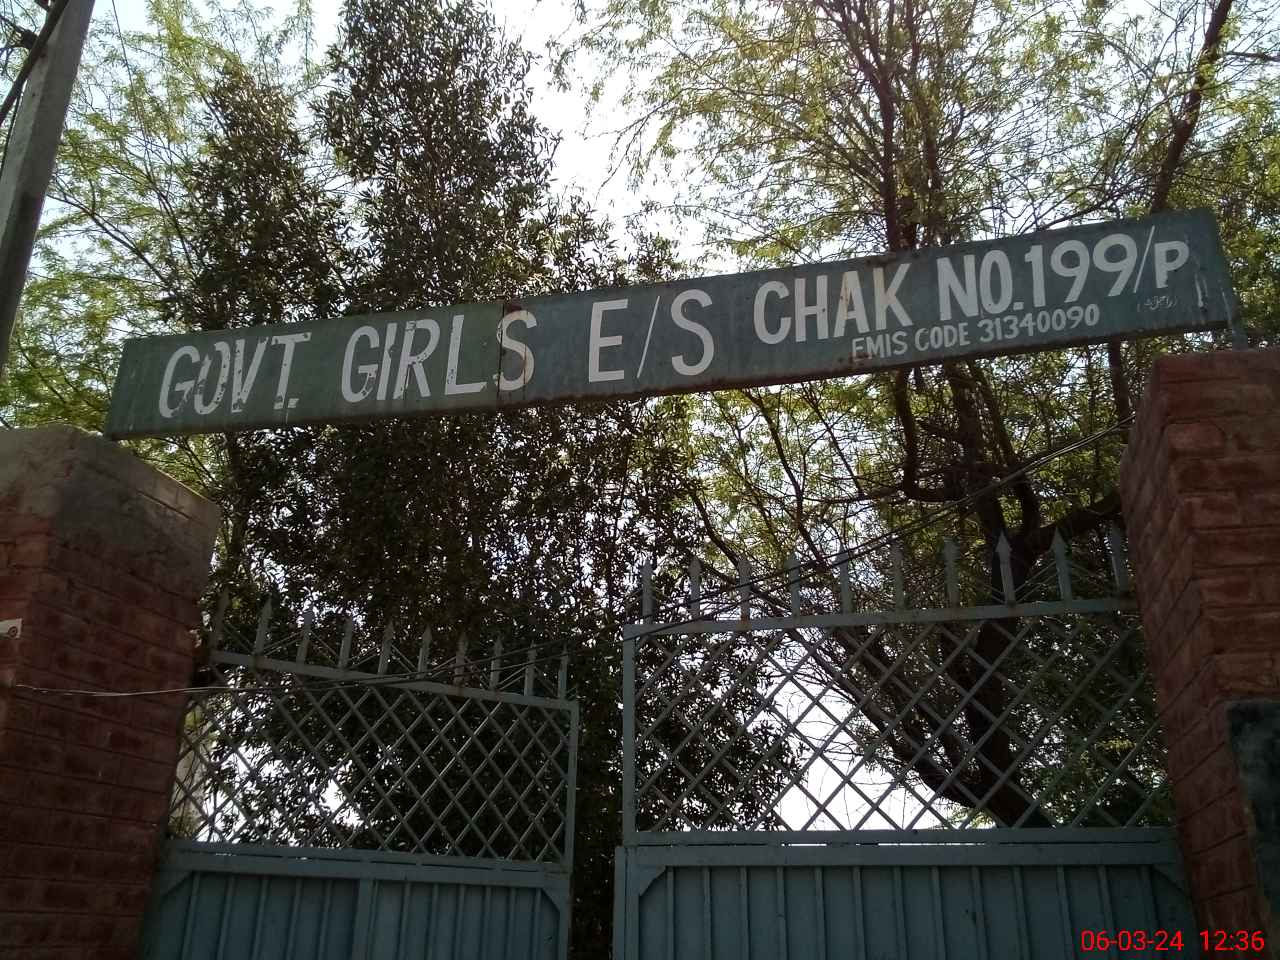 GOVT. GIRLS E/S CHAK NO.199/P
EMIS CODE 31340090
06-03-24 12:36